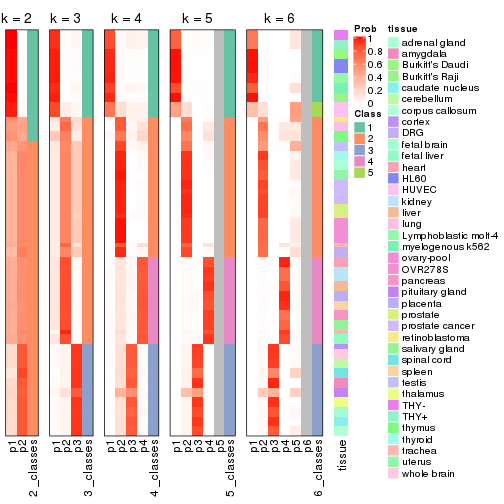 k = 2
k = 3
k = 4
k = 5
k = 6
Prob
1
0.8
0.6
0.4
0.2
0
Class
1
2
3
4
5
tissue
adrenal gland
amygdala
Bukitt's Daudi
Bukitt's Raji
caudate nucleus
cerebellum
corpus callosum
cortex
DRG
fetal brain
fetal liver
heart
HL60
HUVEC
kidney
liver
lung
Lymphoblastic molt-4
myelogenous k562
ovary-pool
OVR278S
pancreas
pituitary gland
placenta
prostate
prostate cancer
retinoblastoma
salivary gland
spinal cord
spleen
testis
thalamus
THY-
THY+
thymus
thyroid
trachea
uterus
whole brain
p1
p2
2_classes
p1
p2
p3
3_classes
p1
p2
p3
p4
4_classes
p1
p2
p3
p4
p5
5_classes
p1
p2
p3
p4
p5
p6
6_classes
tissue